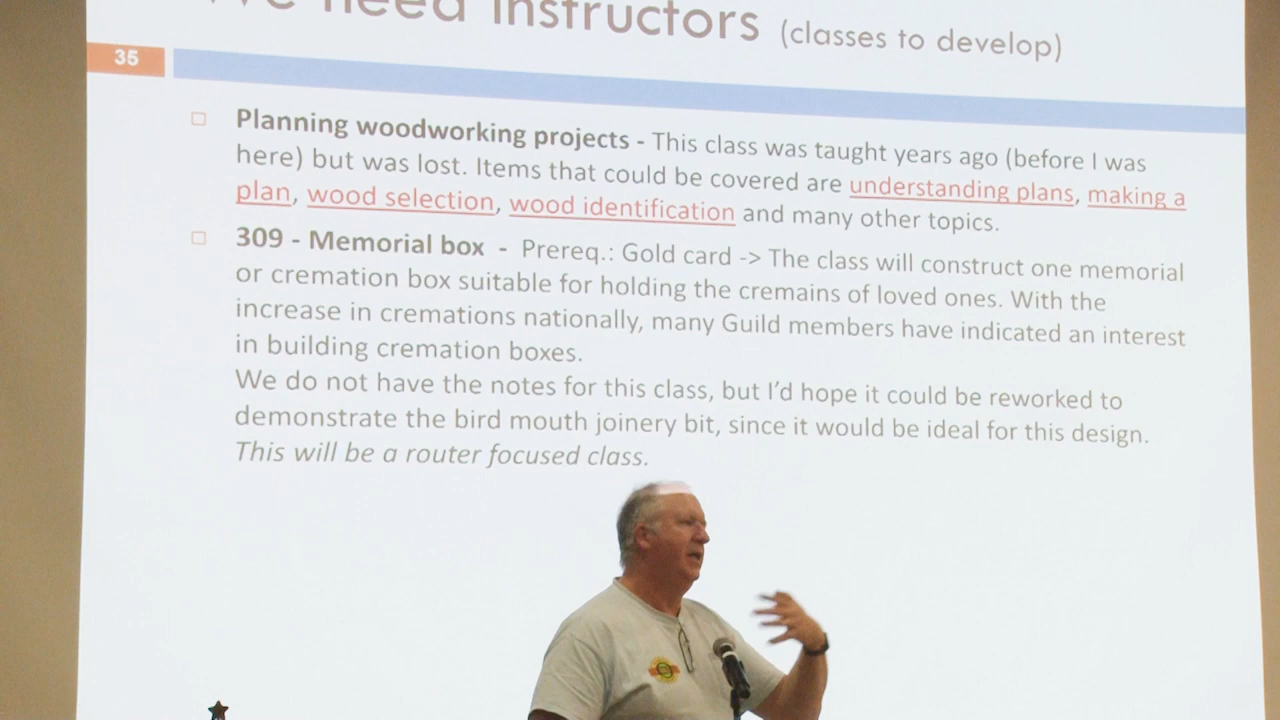 We need instructors (classes to develop)
35
Planning woodworking projects - This class was taught years ago (before I was
here) but was lost. Items that could be covered are understanding plans, making a
plan, wood selection, wood identification and many other topics.
309 - Memorial box - Prereq.: Gold card -> The class will construct one memorial
or cremation box suitable for holding the cremains of loved ones. With the
increase in cremations nationally, many Guild members have indicated an interest
in building cremation boxes.
We do not have the notes for this class, but I'd hope it could be reworked to
demonstrate the bird mouth joinery bit, since it would be ideal for this design.
This will be a router focused class.